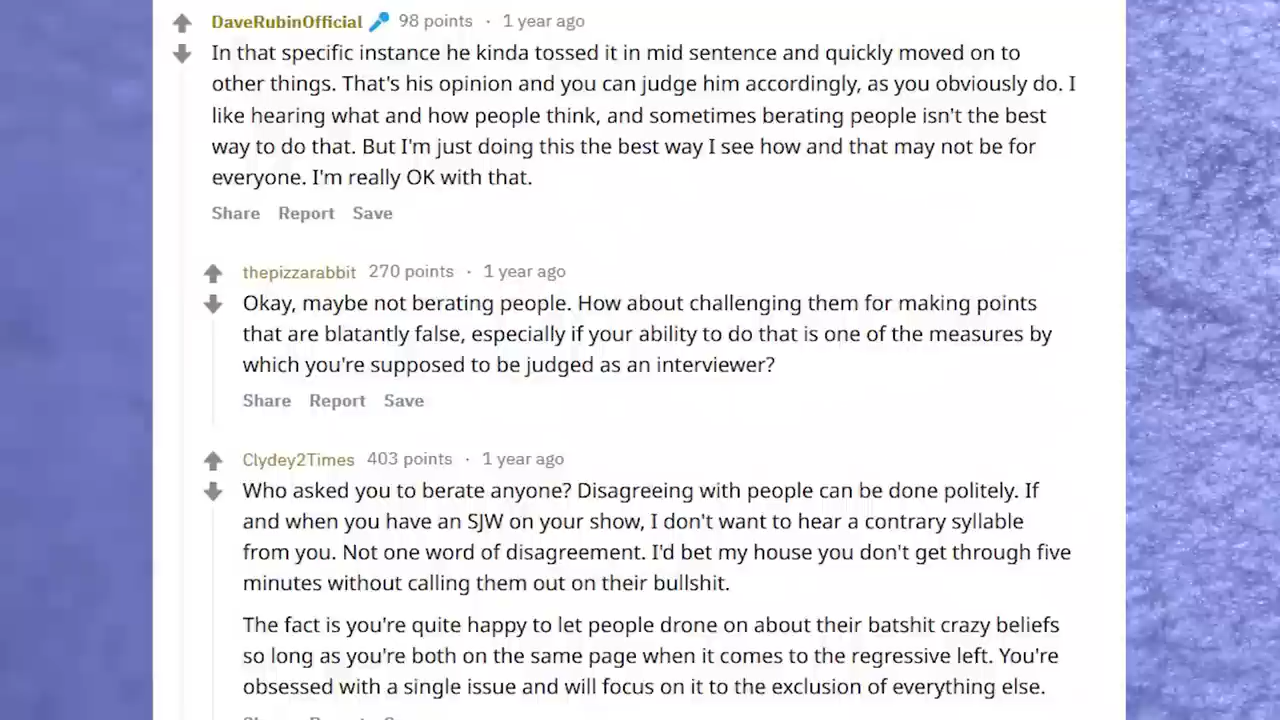 DaveRubinOfficial 🎤 98 points · 1 year ago
In that specific instance he kinda tossed it in mid sentence and quickly moved on to
other things. That's his opinion and you can judge him accordingly, as you obviously do. I
like hearing what and how people think, and sometimes berating people isn't the best
way to do that. But I'm just doing this the best way I see how and that may not be for
everyone. I'm really OK with that.
Share Report Save
thepizzarabbit 270 points · 1 year ago
Okay, maybe not berating people. How about challenging them for making points
that are blatantly false, especially if your ability to do that is one of the measures by
which you're supposed to be judged as an interviewer?
Share Report Save
Clydey2Times 403 points · 1 year ago
Who asked you to berate anyone? Disagreeing with people can be done politely. If
and when you have an SJW on your show, I don't want to hear a contrary syllable
from you. Not one word of disagreement. I'd bet my house you don't get through five
minutes without calling them out on their bullshit.
The fact is you're quite happy to let people drone on about their batshit crazy beliefs
so long as you're both on the same page when it comes to the regressive left. You're
obsessed with a single issue and will focus on it to the exclusion of everything else.